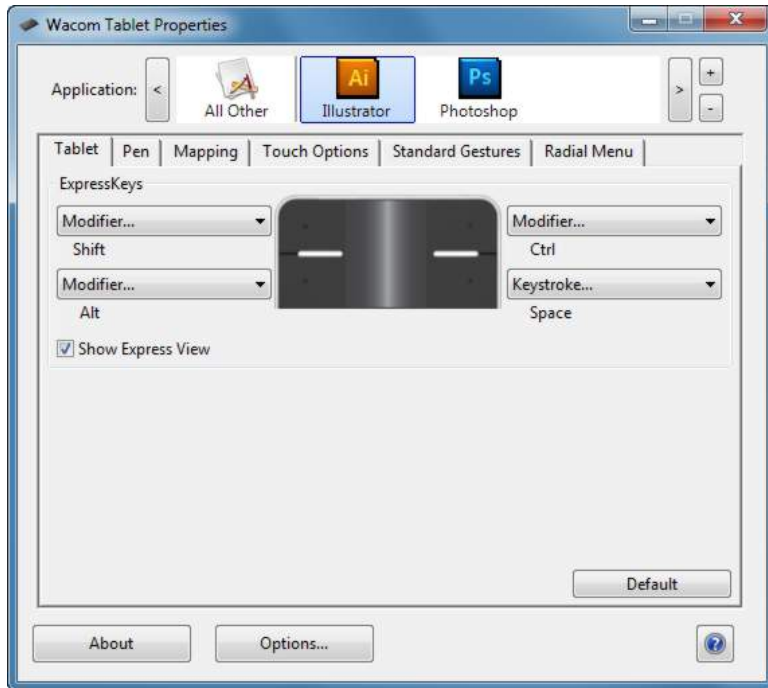 Wacom Tablet Properties
Application: < > +
-
Ai Ps
All Other Illustrator Photoshop
Tablet Pen Mapping Touch Options Standard Gestures Radial Menu
ExpressKeys
Modifier... Modifier...
Shift Ctrl
Modifier... Keystroke...
Alt Space
Show Express View
Default
About Options... ?